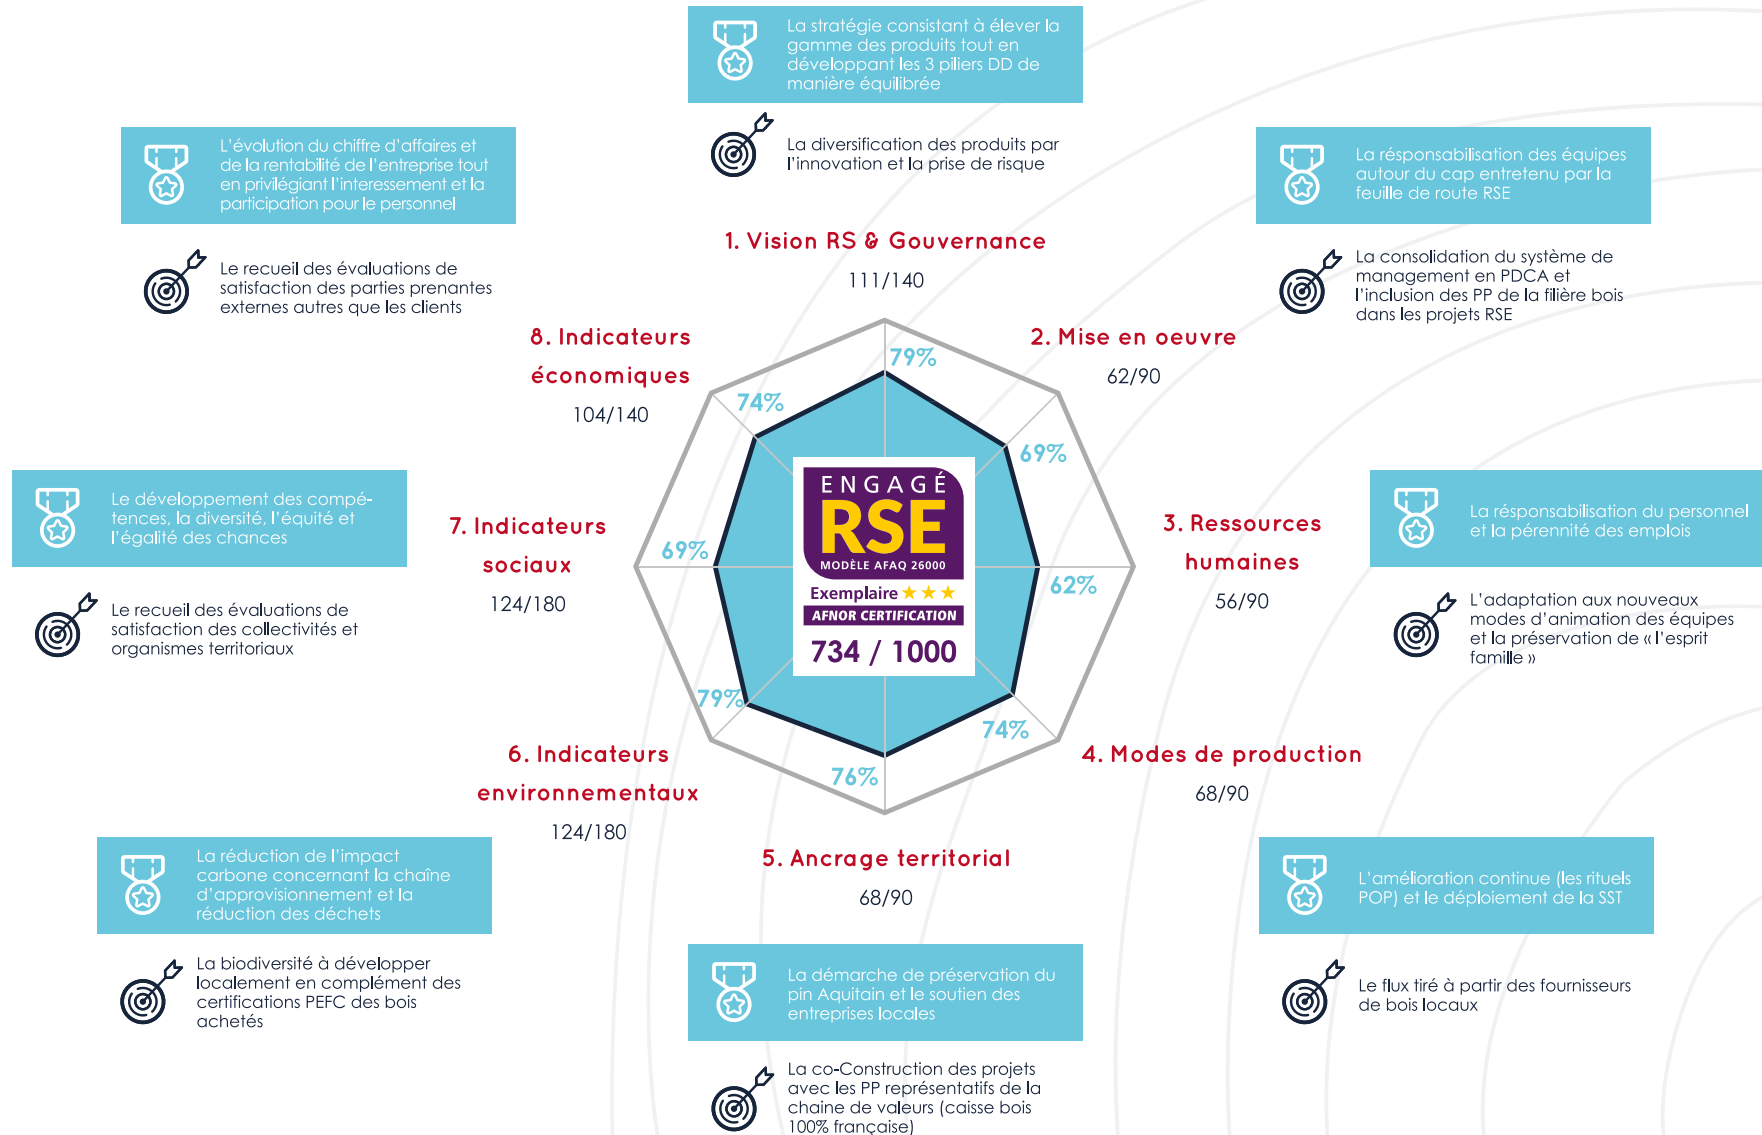 La stratégie consistant à élever la
gamme des produits tout en
développant les 3 piliers DD de
manière équilibrée
La diversification des produits par
l'innovation et la prise de risque
L'évolution du chiffre d'affaires et
de la rentabilité de l'entreprise tout
en privilégiant l'interessement et la
participation pour le personnel
Le recueil des évaluations de
satisfaction des parties prenantes
externes autres que les clients
La résponsabilisation des équipes
autour du cap entretenu par la
feuille de route RSE
La consolidation du système de
management en PDCA et
l'inclusion des PP de la filière bois
dans les projets RSE
1. Vision RS & Gouvernance
111/140
79%
2. Mise en oeuvre
62/90
69%
8. Indicateurs
économiques
104/140
74%
Le développement des compé-
tences, la diversité, l'équité et
l'égalité des chances
Le recueil des évaluations de
satisfaction des collectivités et
organismes territoriaux
7. Indicateurs
sociaux
124/180
69%
ENGAGÉ
RSE
MODÈLE AFAQ 26000
Exemplaire
AFNOR CERTIFICATION
734 / 1000
3. Ressources
humaines
56/90
62%
La résponsabilisation du personnel
et la pérennité des emplois
L'adaptation aux nouveaux
modes d'animation des équipes
et la préservation de « l'esprit
famille »
79%
6. Indicateurs
environnementaux
124/180
76%
5. Ancrage territorial
68/90
74%
4. Modes de production
68/90
La réduction de l'impact
carbone concernant la chaîne
d'approvisionnement et la
réduction des déchets
La biodiversité à développer
localement en complément des
certifications PEFC des bois
achetés
La démarche de préservation du
pin Aquitain et le soutien des
entreprises locales
La co-Construction des projets
avec les PP représentatifs de la
chaine de valeurs (caisse bois
100% française)
L'amélioration continue (les rituels
POP) et le déploiement de la SST
Le flux tiré à partir des fournisseurs
de bois locaux